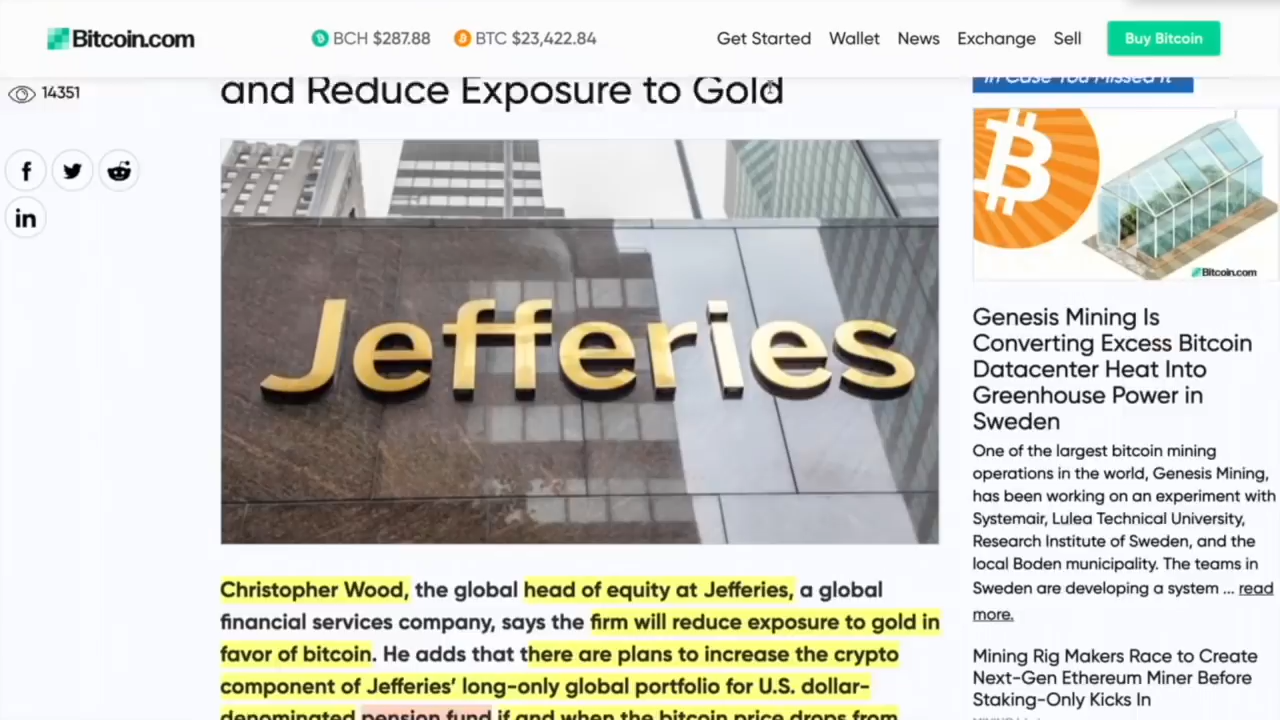 Bitcoin.com
BCH $287.88
BTC $23,422.84
Get Started
Wallet
News
Exchange
Sell
Buy Bitcoin
14351
and Reduce Exposure to Gold
Jefferies
Christopher Wood, the global head of equity at Jefferies, a global
financial services company, says the firm will reduce exposure to gold in
favor of bitcoin. He adds that there are plans to increase the crypto
component of Jefferies' long-only global portfolio for U.S. dollar-
denominated pension fund if and when the bitcoin price drops from
In Case You Missed It
Bitcoin.com
Genesis Mining Is
Converting Excess Bitcoin
Datacenter Heat Into
Greenhouse Power in
Sweden
One of the largest bitcoin mining
operations in the world, Genesis Mining,
has been working on an experiment with
Systemair, Lulea Technical University,
Research Institute of Sweden, and the
local Boden municipality. The teams in
Sweden are developing a system ... read
more.
Mining Rig Makers Race to Create
Next-Gen Ethereum Miner Before
Staking-Only Kicks In